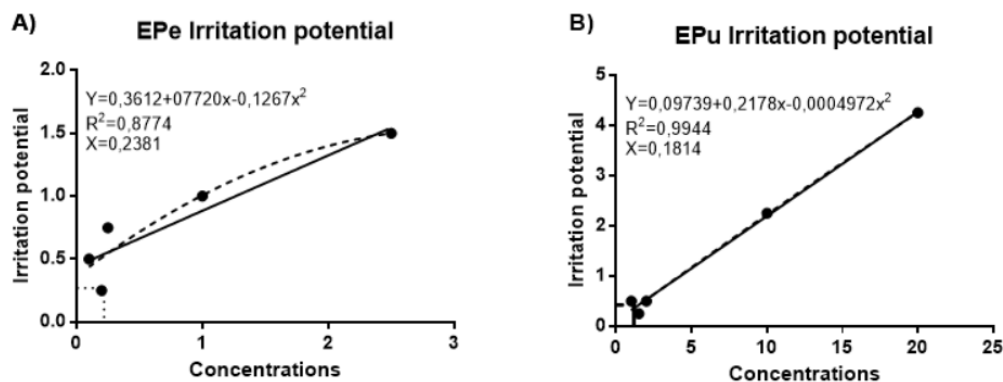 A)
EPe Irritation potential
Y=0,3612+07720x-0,1267x²
R²=0,8774
X=0,2381
Irritation potential
2.0
1.5
1.0
0.5
0.0
0
1
2
3
Concentrations
B)
EPu Irritation potential
Y=0,09739+0,2178x-0,0004972x²
R²=0,9944
X=0,1814
Irritation potential
5
4
3
2
1
0
0
5
10
15
20
25
Concentrations